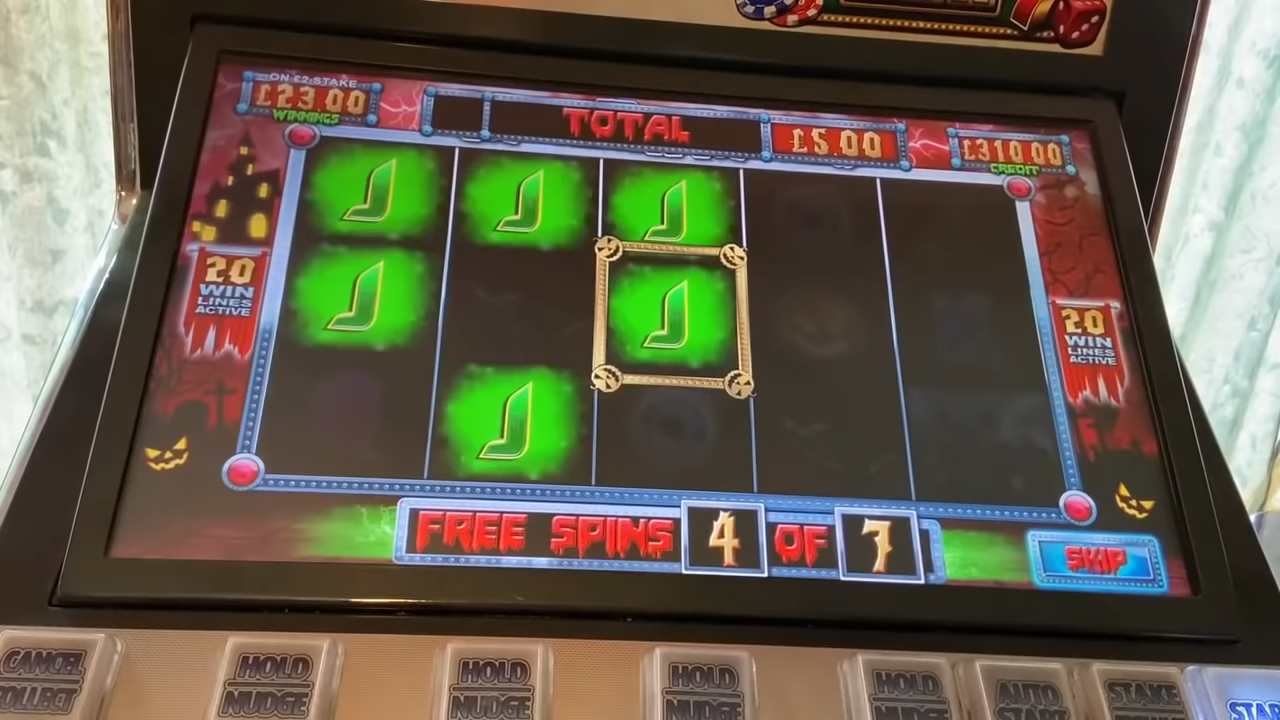 ON £2 STAKE
£23.00
WINNINGS
TOTAL
£5.00
£310.00
CREDIT
J
J
J
J
J
J
20
WIN
LINES
ACTIVE
20
WIN
LINES
ACTIVE
FREE SPINS 4 OF 7
SKIP
CANCEL
COLLECT
HOLD
NUDGE
HOLD
NUDGE
HOLD
NUDGE
HOLD
NUDGE
AUTO
START
STAKE